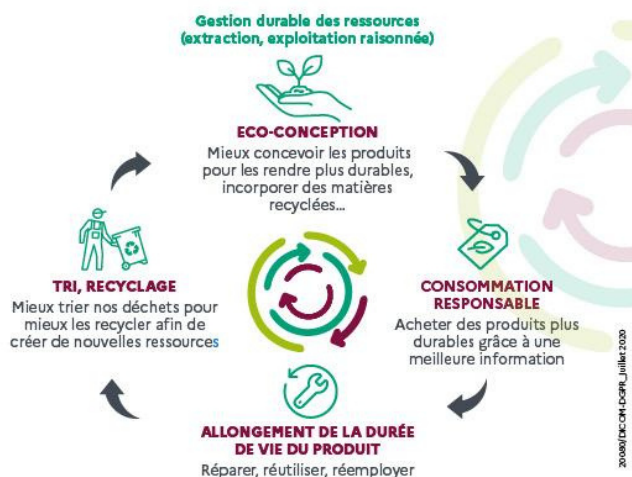 Gestion durable des ressources
(extraction, exploitation raisonnée)
ECO-CONCEPTION
Mieux concevoir les produits
pour les rendre plus durables,
incorporer des matières
recyclées...
CONSOMMATION
RESPONSABLE
Acheter des produits plus
durables grâce à une
meilleure information
ALLONGEMENT DE LA DURÉE
DE VIE DU PRODUIT
Réparer, réutiliser, réemployer
TRI, RECYCLAGE
Mieux trier nos déchets pour
mieux les recycler afin de
créer de nouvelles ressources
20080/DICOM-DGPR_Juillet 2020